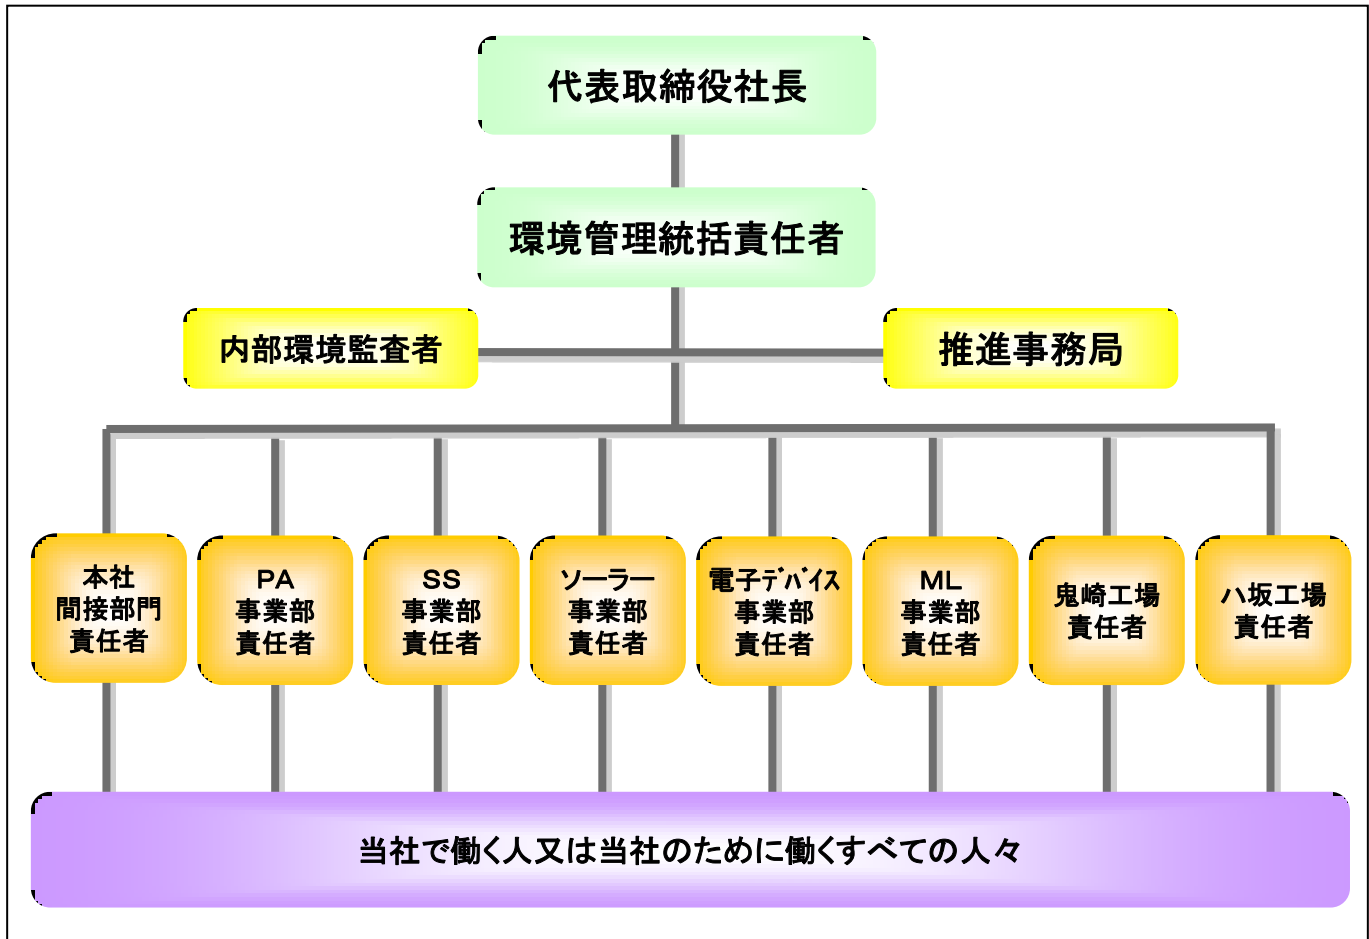 代表取締役社長
環境管理統括責任者
内部環境監査者
推進事務局
本社
間接部門
責任者
ＰＡ
事業部
責任者
ＳＳ
事業部
責任者
ソーラー
事業部
責任者
電子ﾃﾞﾊﾞｲｽ
事業部
責任者
ＭＬ
事業部
責任者
鬼崎工場
責任者
八坂工場
責任者
当社で働く人又は当社のために働くすべての人々